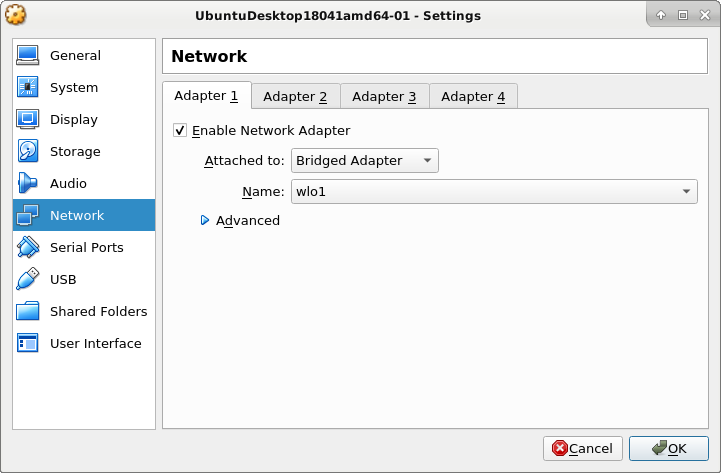 UbuntuDesktop18041amd64-01 - Settings
General
System
Display
Storage
Audio
Network
Serial Ports
USB
Shared Folders
User Interface
Network
Adapter 1 Adapter 2 Adapter 3 Adapter 4
Enable Network Adapter
Attached to: Bridged Adapter
Name: wlo1
Advanced
Cancel OK